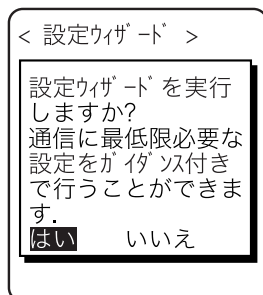 < 設定ｳｨｻﾞｰﾄﾞ >
設定ｳｨｻﾞｰﾄﾞを実行
しますか?
通信に最低限必要な
設定をｶﾞｲﾀﾞﾝｽ付き
で行うことができま
す.
はい いいえ